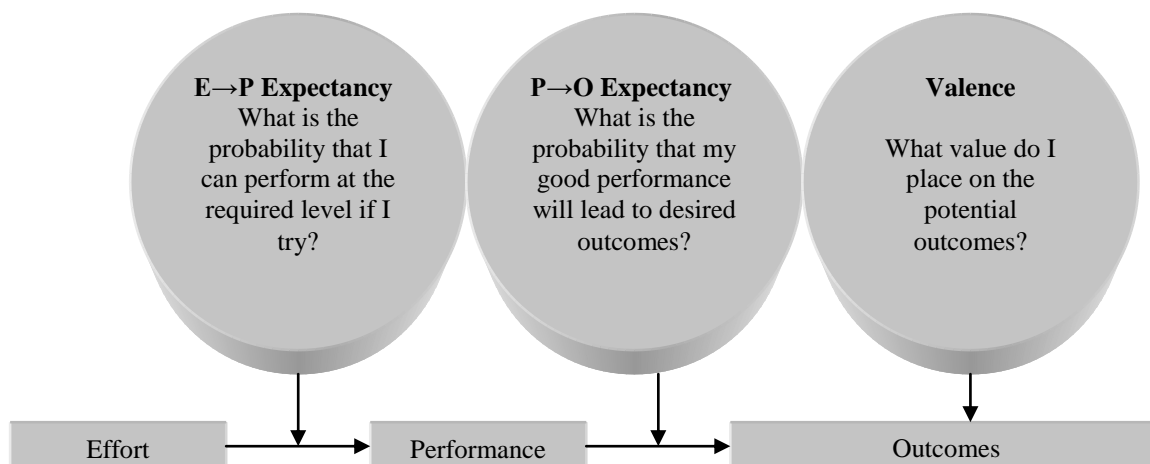 E→P Expectancy
What is the
probability that I
can perform at the
required level if I
try?
P→O Expectancy
What is the
probability that my
good performance
will lead to desired
outcomes?
Valence
What value do I
place on the
potential
outcomes?
Effort
Performance
Outcomes